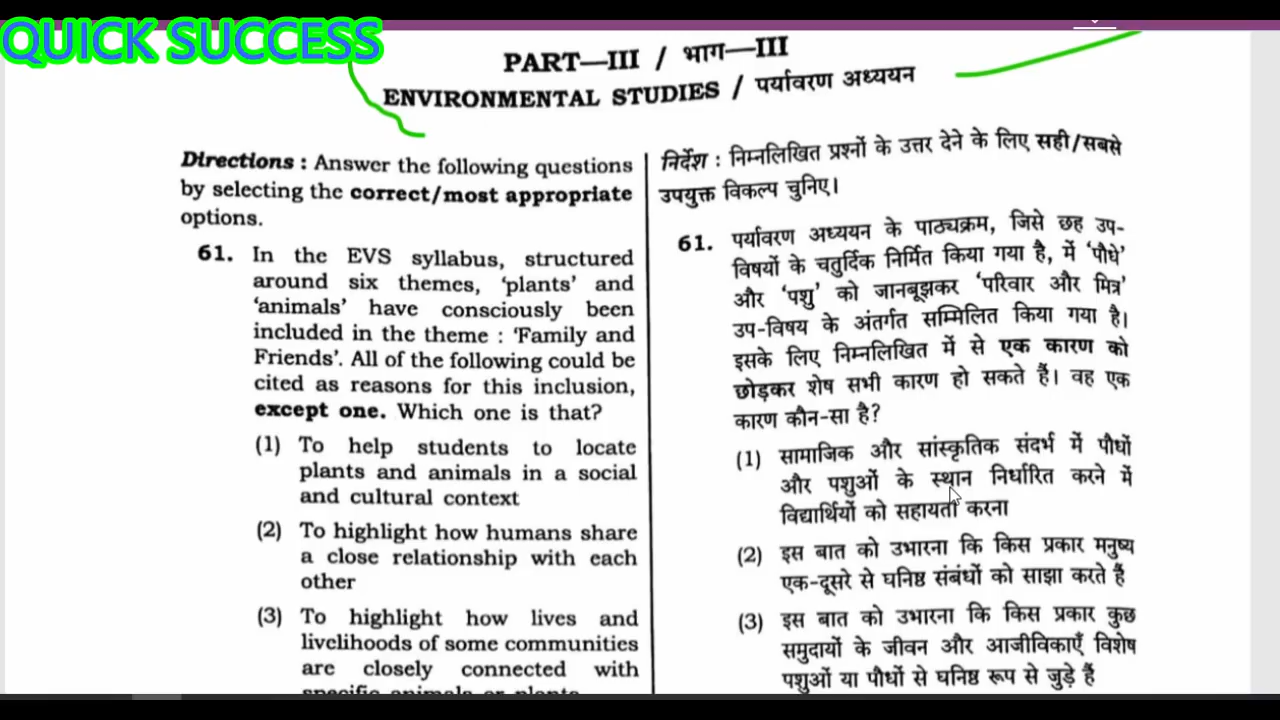 QUICK SUCCESS
PART—III / भाग—III
ENVIRONMENTAL STUDIES / पर्यावरण अध्ययन
Directions : Answer the following questions
by selecting the correct/most appropriate
options.
61. In the EVS syllabus, structured
around six themes, 'plants' and
'animals' have consciously been
included in the theme : 'Family and
Friends'. All of the following could be
cited as reasons for this inclusion,
except one. Which one is that?
(1) To help students to locate
plants and animals in a social
and cultural context
(2) To highlight how humans share
a close relationship with each
other
(3) To highlight how lives and
livelihoods of some communities
are closely connected with
specific animals or plants
निर्देश : निम्नलिखित प्रश्नों के उत्तर देने के लिए सही/सबसे
उपयुक्त विकल्प चुनिए।
61. पर्यावरण अध्ययन के पाठ्यक्रम, जिसे छह उप-
विषयों के चतुर्दिक निर्मित किया गया है, में 'पौधे'
और 'पशु' को जानबूझकर 'परिवार और मित्र'
उप-विषय के अंतर्गत सम्मिलित किया गया है।
इसके लिए निम्नलिखित में से एक कारण को
छोड़कर शेष सभी कारण हो सकते हैं। वह एक
कारण कौन-सा है?
(1) सामाजिक और सांस्कृतिक संदर्भ में पौधों
और पशुओं के स्थान निर्धारित करने में
विद्यार्थियों को सहायता करना
(2) इस बात को उभारना कि किस प्रकार मनुष्य
एक-दूसरे से घनिष्ठ संबंधों को साझा करते हैं
(3) इस बात को उभारना कि किस प्रकार कुछ
समुदायों के जीवन और आजीविकाएँ विशेष
पशुओं या पौधों से घनिष्ठ रूप से जुड़े हैं